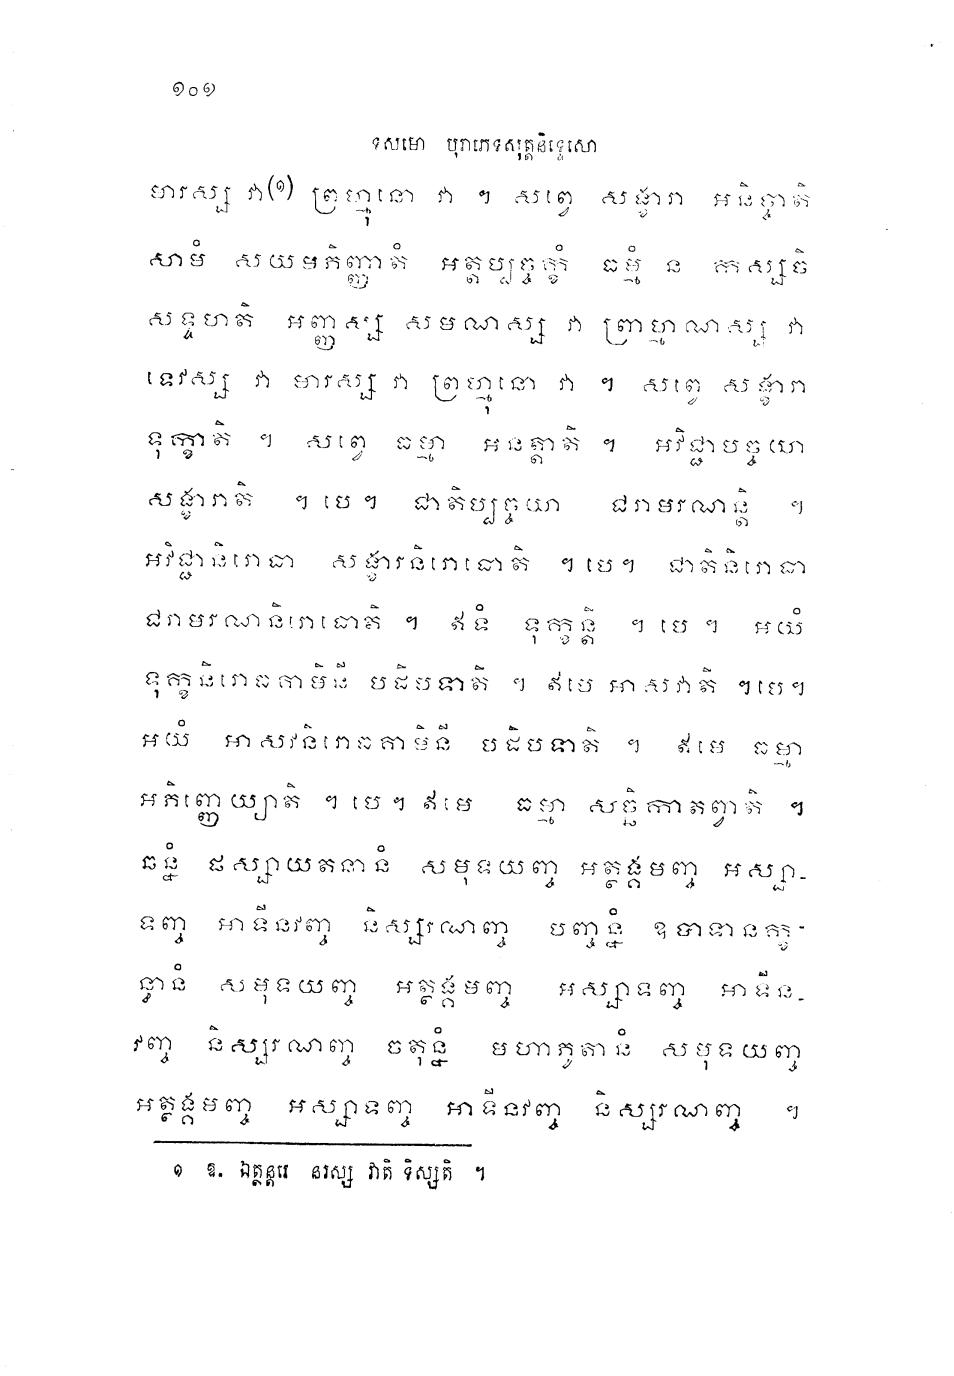 ១០១
ទសមោ បុរាភេទសុត្តនិទ្ទេសោ
មារស្ស វា(១) ព្រហ្មុនោ វា ។ សព្វេ សង្ខារា អនិច្ចាតិ
សាមំ សយមភិញ្ញាតំ អត្តប្បច្ចក្ខំ ធម្មំ ន កស្សចិ
សទ្ទហតិ អញ្ញស្ស សមណស្ស វា ព្រាហ្មណស្ស វា
ទេវស្ស វា មារស្ស វា ព្រហ្មុនោ វា ។ សព្វេ សង្ខារា
ទុក្ខាតិ ។ សព្វេ ធម្មា អនត្តាតិ ។ អវិជ្ជាបច្ចយា
សង្ខារាតិ ។ បេ។ ជាតិប្បច្ចយា ជរាមរណន្តិ ។
អវិជ្ជានិរោធា សង្ខារនិរោធោតិ ។ បេ។ ជាតិនិរោធា
ជរាមរណនិរោធោតិ ។ ឥទំ ទុក្ខន្តិ ។ បេ ។ អយំ
ទុក្ខនិរោធគាមិនី បដិបទាតិ ។ ឥមេ អាសវាតិ ។បេ។
អយំ អាសវនិរោធគាមិនី បដិបទាតិ ។ ឥមេ ធម្មា
អភិញ្ញេយ្យាតិ ។ បេ។ ឥមេ ធម្មា សច្ឆិកាតព្វាតិ ។
ឆន្នំ ផស្សាយតនានំ សមុទយញ្ច អត្ថង្គមញ្ច អស្សា-
ទញ្ច អាទីនវញ្ច និស្សរណញ្ច បញ្ចន្នំ ឧបាទានក្ខ-
ន្ធានំ សមុទយញ្ច អត្ថង្គមញ្ច អស្សាទញ្ច អាទីន-
វញ្ច និស្សរណញ្ច ចតុន្នំ មហាភូតានំ សមុទយញ្ច
អត្ថង្គមញ្ច អស្សាទញ្ច អាទីនវញ្ច និស្សរណញ្ច ។
១ ឱ. ឯត្ថន្តរេ នរស្ស វាតិ ទិស្សតិ ។